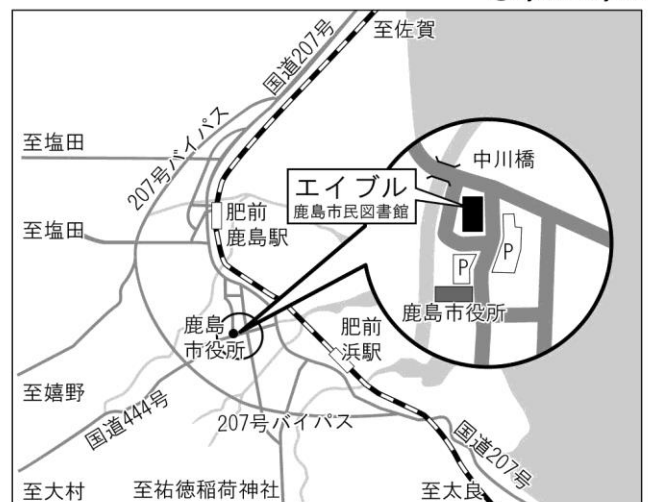 至佐賀
国道207号
207号バイパス
至塩田
中川橋
エイブル
鹿島市民図書館
肥前
鹿島駅
至塩田
P
P
鹿島市役所
鹿島
市役所
肥前
浜駅
至嬉野
国道444号
207号バイパス
国道207号
至大村
至祐徳稲荷神社
至太良